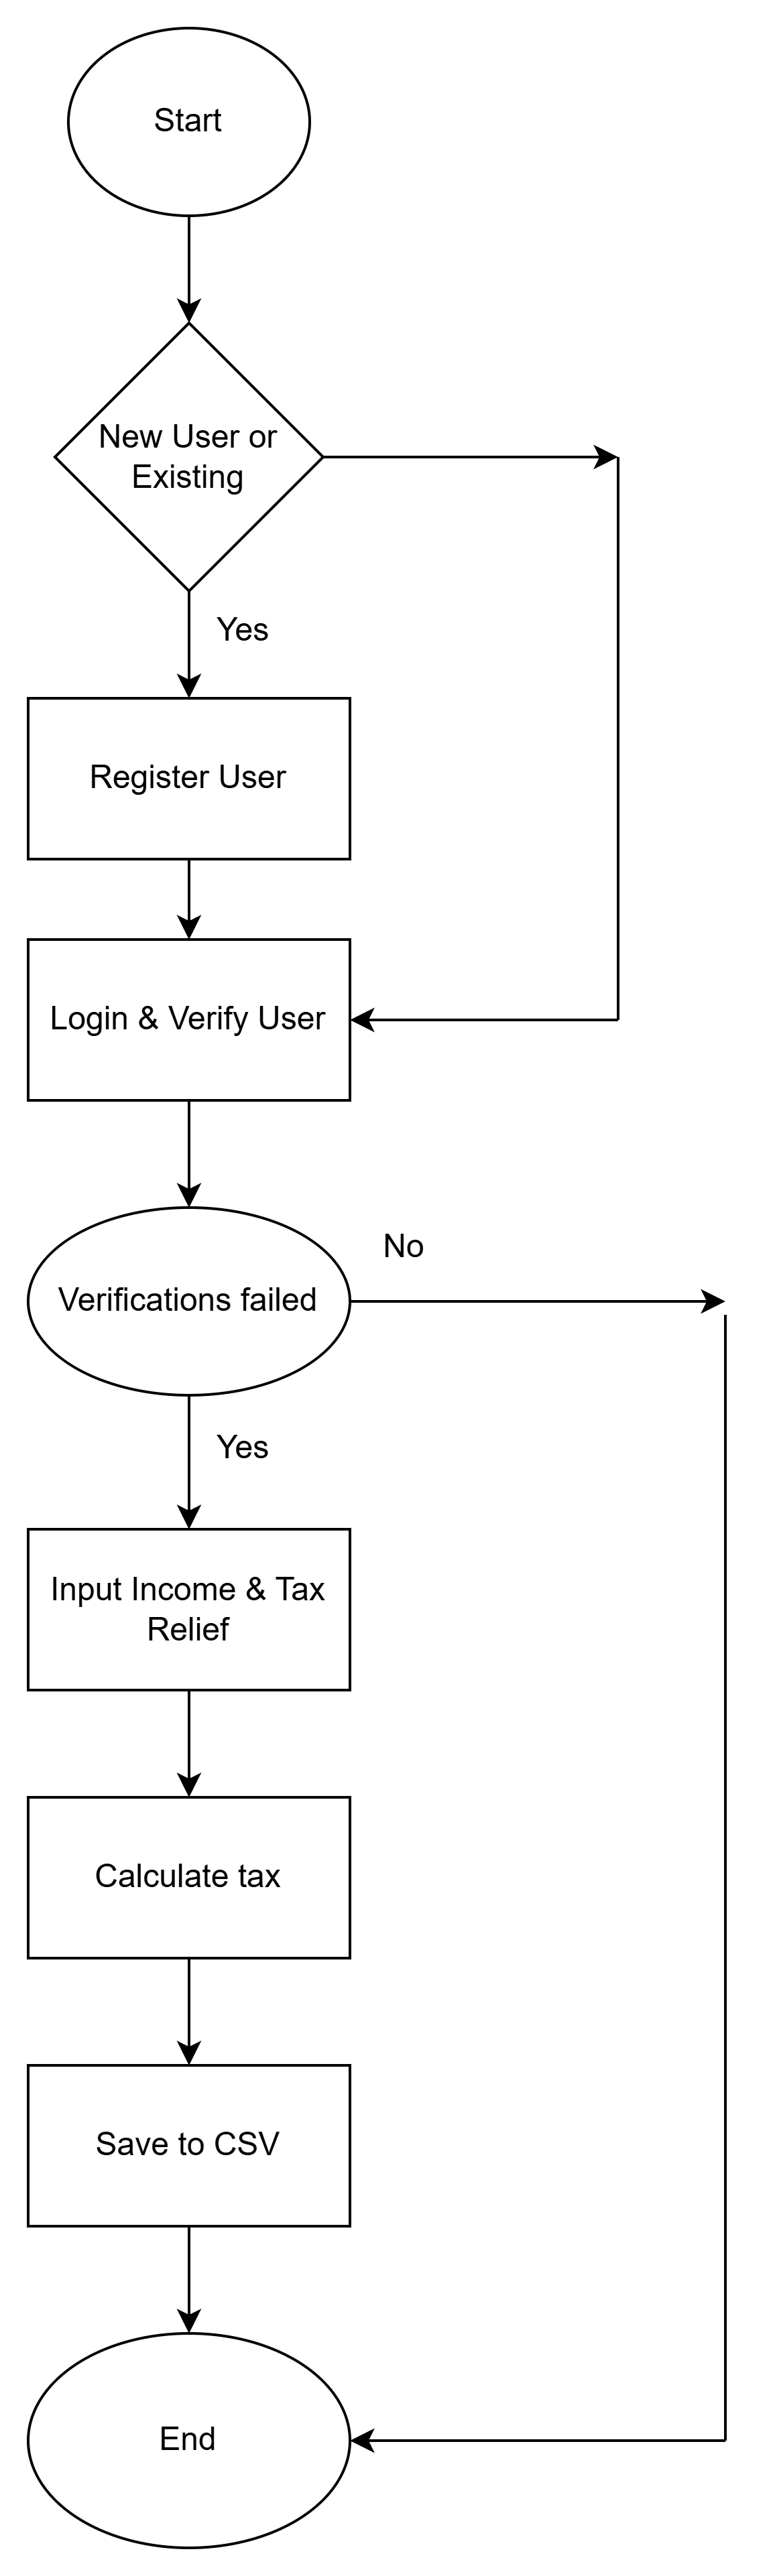 Start
New User or
Existing
Yes
Register User
Login & Verify User
No
Verifications failed
Yes
Input Income & Tax
Relief
Calculate tax
Save to CSV
End